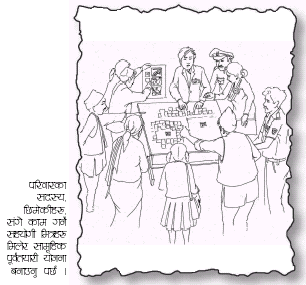 परिवारका
सदस्य,
छिमेकीहरू,
संगै काम गर्ने
सहयोगी मित्रहरू
मिलेर सामूहिक
पूर्वतयारी योजना
बनाउनु पर्छ ।